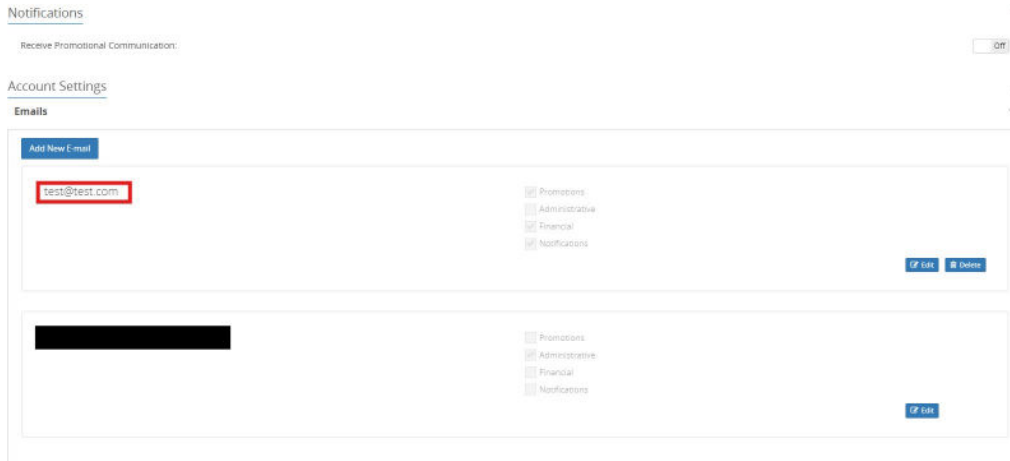 Notifications
Receive Promotional Communication:
Off
Account Settings
Emails
Add New E-mail
test@test.com
Promotions
Administrative
Financial
Notifications
Edit
Delete
Promotions
Administrative
Financial
Notifications
Edit